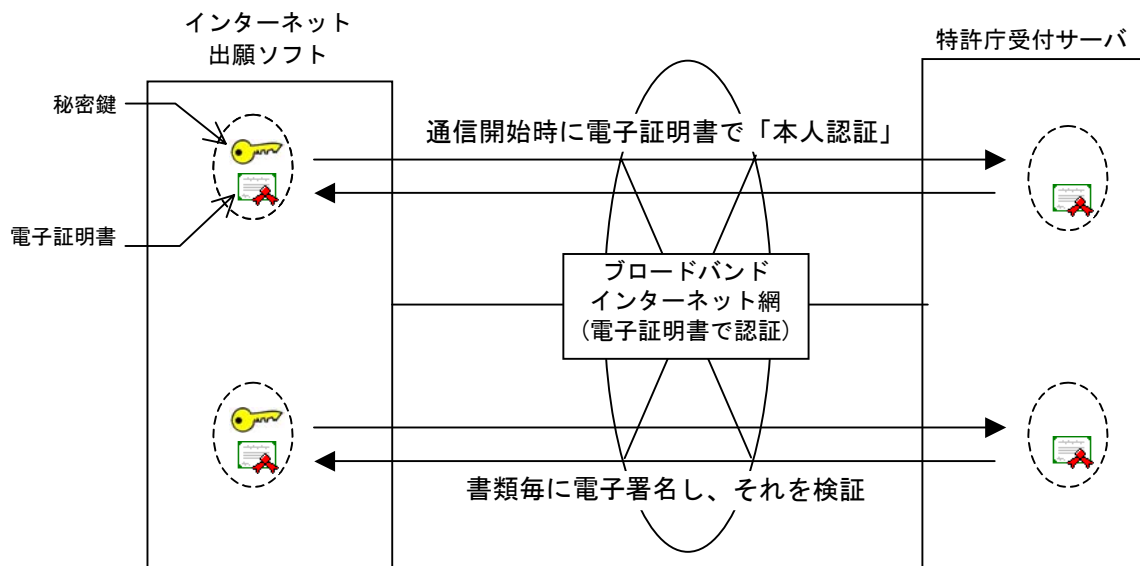 インターネット
出願ソフト
特許庁受付サーバ
秘密鍵
通信開始時に電子証明書で「本人認証」
電子証明書
ブロードバンド
インターネット網
(電子証明書で認証)
書類毎に電子署名し、それを検証